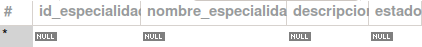 # id_especialidad nombre_especialida descripcion estado
* NULL NULL NULL NULL